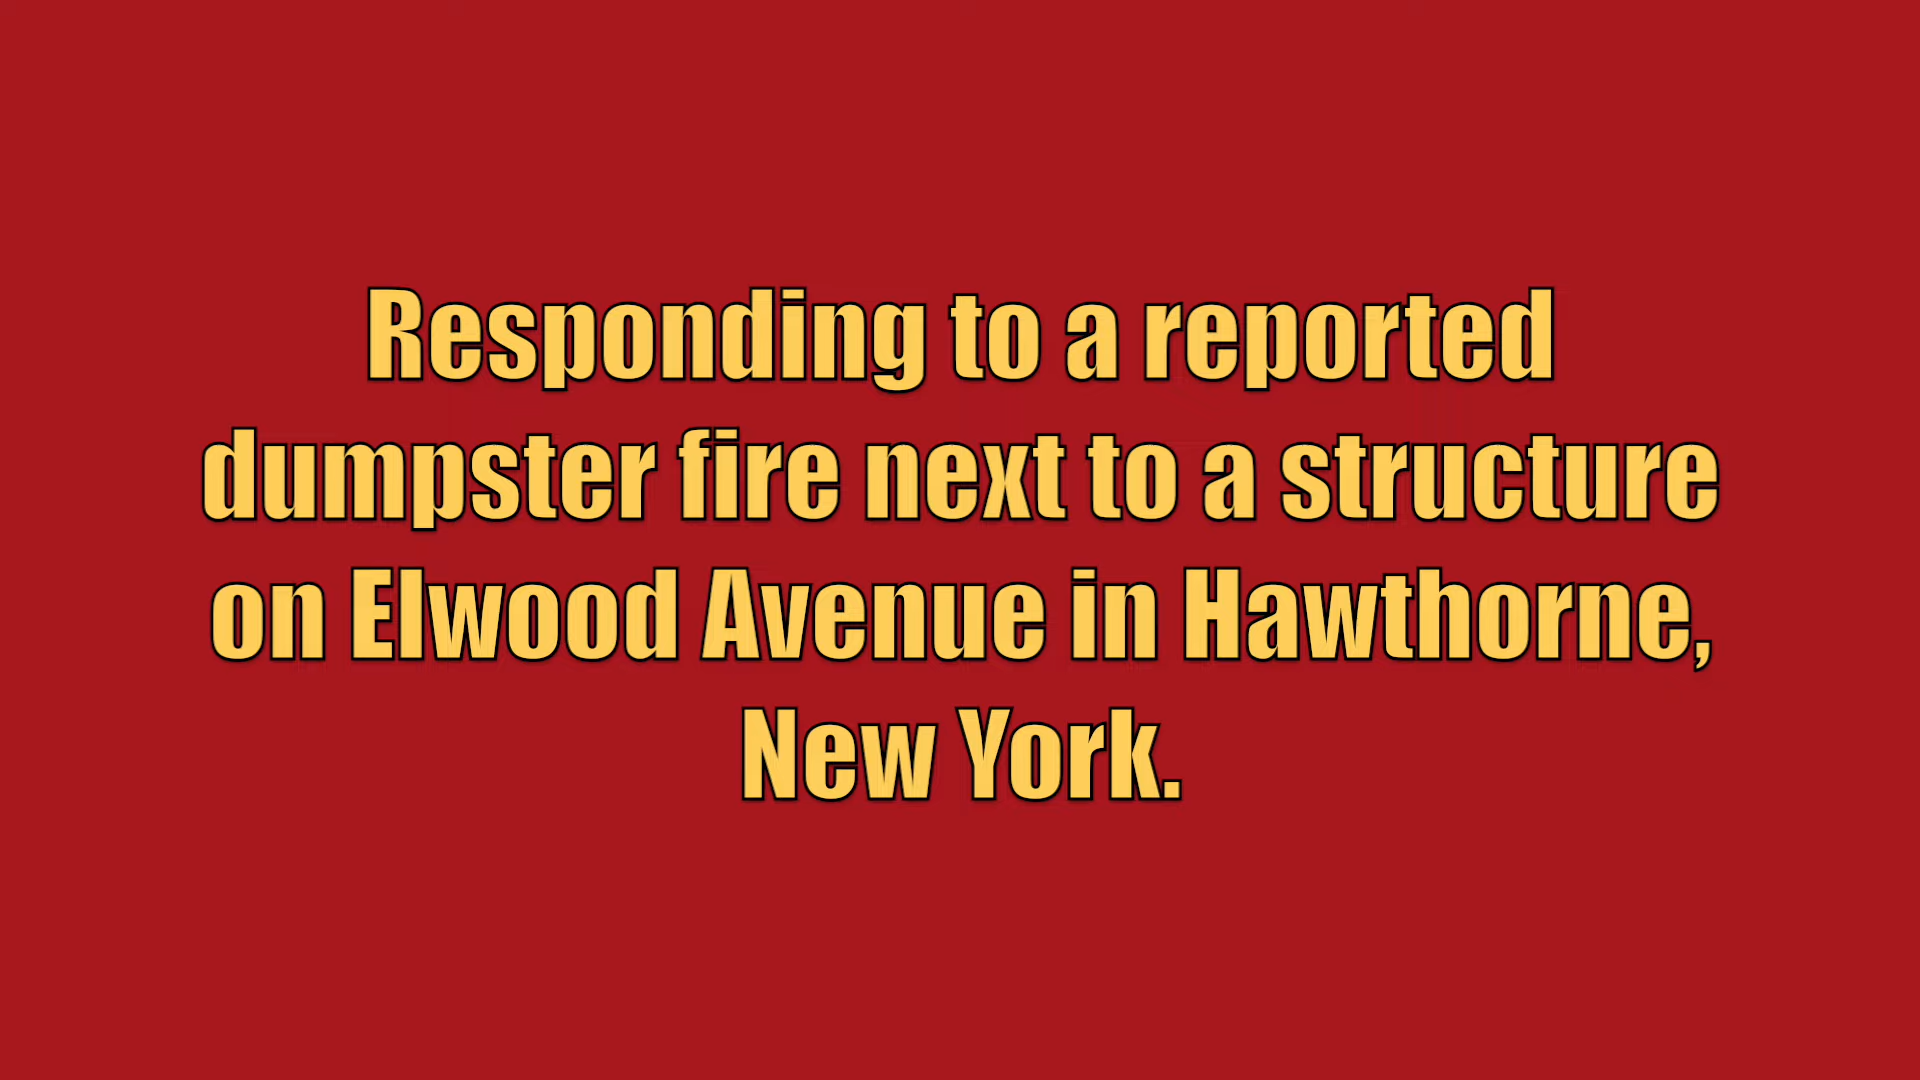 Responding to a reported
dumpster fire next to a structure
on Elwood Avenue in Hawthorne,
New York.